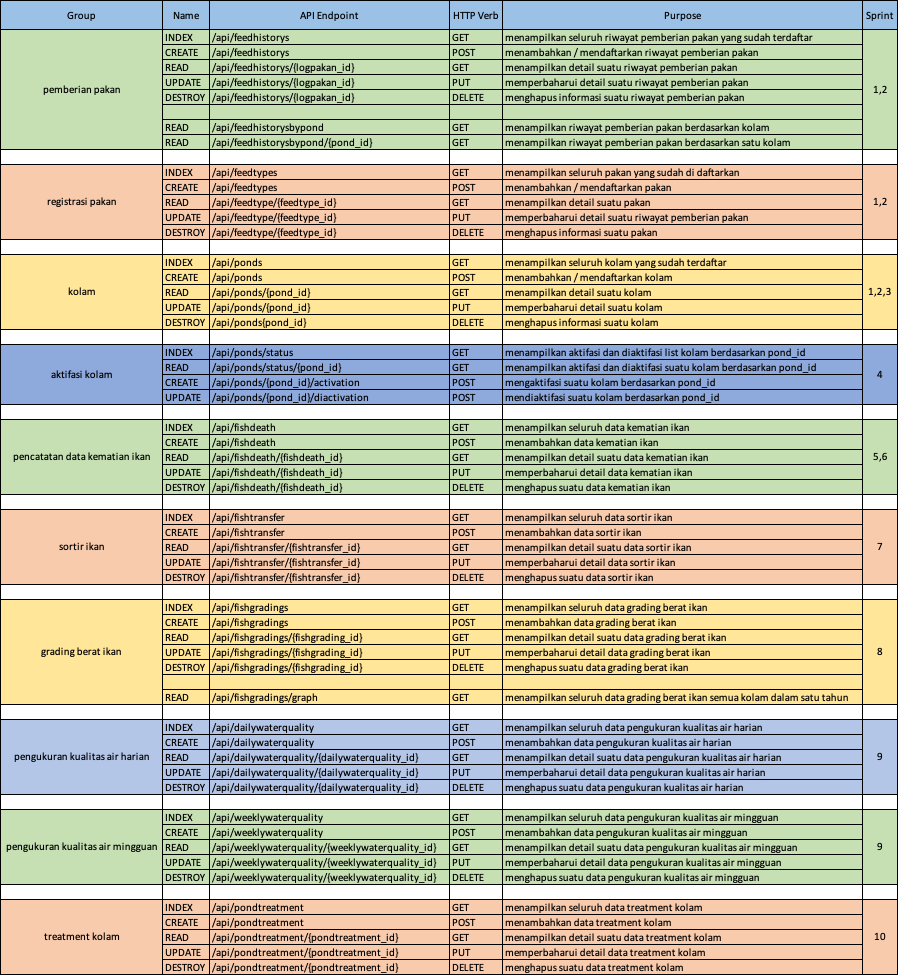 Group Name API Endpoint HTTP Verb Purpose Sprint
INDEX /api/feedhistorys GET menampilkan seluruh riwayat pemberian pakan yang sudah terdaftar
CREATE /api/feedhistorys POST menambahkan / mendaftarkan riwayat pemberian pakan
READ /api/feedhistorys/{logpakan_id} GET menampilkan detail suatu riwayat pemberian pakan
UPDATE /api/feedhistorys/{logpakan_id} PUT memperbaharui detail suatu riwayat pemberian pakan
pemberian pakan 1,2
DESTROY /api/feedhistorys/{logpakan_id} DELETE menghapus informasi suatu riwayat pemberian pakan
READ /api/feedhistorysbypond GET menampilkan riwayat pemberian pakan berdasarkan kolam
READ /api/feedhistorysbypond/{pond_id} GET menampilkan riwayat pemberian pakan berdasarkan satu kolam
INDEX /api/feedtypes GET menampilkan seluruh pakan yang sudah di daftarkan
CREATE /api/feedtypes POST menambahkan / mendaftarkan pakan
registrasi pakan READ /api/feedtype/{feedtype_id} GET menampilkan detail suatu pakan 1,2
UPDATE /api/feedtype/{feedtype_id} PUT memperbaharui detail suatu riwayat pemberian pakan
DESTROY /api/feedtype/{feedtype_id} DELETE menghapus informasi suatu pakan
INDEX /api/ponds GET menampilkan seluruh kolam yang sudah terdaftar
CREATE /api/ponds POST menambahkan / mendaftarkan kolam
kolam READ /api/ponds/{pond_id} GET menampilkan detail suatu kolam 1,2,3
UPDATE /api/ponds/{pond_id} PUT memperbaharui detail suatu kolam
DESTROY /api/ponds{pond_id} DELETE menghapus informasi suatu kolam
INDEX /api/ponds/status GET menampilkan aktifasi dan diaktifasi list kolam berdasarkan pond_id
READ /api/ponds/status/{pond_id} GET menampilkan aktifasi dan diaktifasi suatu kolam berdasarkan pond_id
aktifasi kolam 4
CREATE /api/ponds/{pond_id}/activation POST mengaktifasi suatu kolam berdasarkan pond_id
UPDATE /api/ponds/{pond_id}/diactivation POST mendiaktifasi suatu kolam berdasarkan pond_id
INDEX /api/fishdeath GET menampilkan seluruh data kematian ikan
CREATE /api/fishdeath POST menambahkan data kematian ikan
pencatatan data kematian ikan READ /api/fishdeath/{fishdeath_id} GET menampilkan detail suatu data kematian ikan 5,6
UPDATE /api/fishdeath/{fishdeath_id} PUT memperbaharui detail data kematian ikan
DESTROY /api/fishdeath/{fishdeath_id} DELETE menghapus suatu data kematian ikan
INDEX /api/fishtransfer GET menampilkan seluruh data sortir ikan
CREATE /api/fishtransfer POST menambahkan data sortir ikan
sortir ikan READ /api/fishtransfer/{fishtransfer_id} GET menampilkan detail suatu data sortir ikan 7
UPDATE /api/fishtransfer/{fishtransfer_id} PUT memperbaharui detail data sortir ikan
DESTROY /api/fishtransfer/{fishtransfer_id} DELETE menghapus suatu data sortir ikan
INDEX /api/fishgradings GET menampilkan seluruh data grading berat ikan
CREATE /api/fishgradings POST menambahkan data grading berat ikan
READ /api/fishgradings/{fishgrading_id} GET menampilkan detail suatu data grading berat ikan
grading berat ikan UPDATE /api/fishgradings/{fishgrading_id} PUT memperbaharui detail data grading berat ikan 8
DESTROY /api/fishgradings/{fishgrading_id} DELETE menghapus suatu data grading berat ikan
READ /api/fishgradings/graph GET menampilkan seluruh data grading berat ikan semua kolam dalam satu tahun
INDEX /api/dailywaterquality GET menampilkan seluruh data pengukuran kualitas air harian
CREATE /api/dailywaterquality POST menambahkan data pengukuran kualitas air harian
pengukuran kualitas air harian READ /api/dailywaterquality/{dailywaterquality_id} GET menampilkan detail suatu data pengukuran kualitas air harian 9
UPDATE /api/dailywaterquality/{dailywaterquality_id} PUT memperbaharui detail data pengukuran kualitas air harian
DESTROY /api/dailywaterquality/{dailywaterquality_id} DELETE menghapus suatu data pengukuran kualitas air harian
INDEX /api/weeklywaterquality GET menampilkan seluruh data pengukuran kualitas air mingguan
CREATE /api/weeklywaterquality POST menambahkan data pengukuran kualitas air mingguan
pengukuran kualitas air mingguan READ /api/weeklywaterquality/{weeklywaterquality_id} GET menampilkan detail suatu data pengukuran kualitas air mingguan 9
UPDATE /api/weeklywaterquality/{weeklywaterquality_id} PUT memperbaharui detail data pengukuran kualitas air mingguan
DESTROY /api/weeklywaterquality/{weeklywaterquality_id} DELETE menghapus suatu data pengukuran kualitas air mingguan
INDEX /api/pondtreatment GET menampilkan seluruh data treatment kolam
CREATE /api/pondtreatment POST menambahkan data treatment kolam
treatment kolam READ /api/pondtreatment/{pondtreatment_id} GET menampilkan detail suatu data treatment kolam 10
UPDATE /api/pondtreatment/{pondtreatment_id} PUT memperbaharui detail data treatment kolam
DESTROY /api/pondtreatment/{pondtreatment_id} DELETE menghapus suatu data treatment kolam